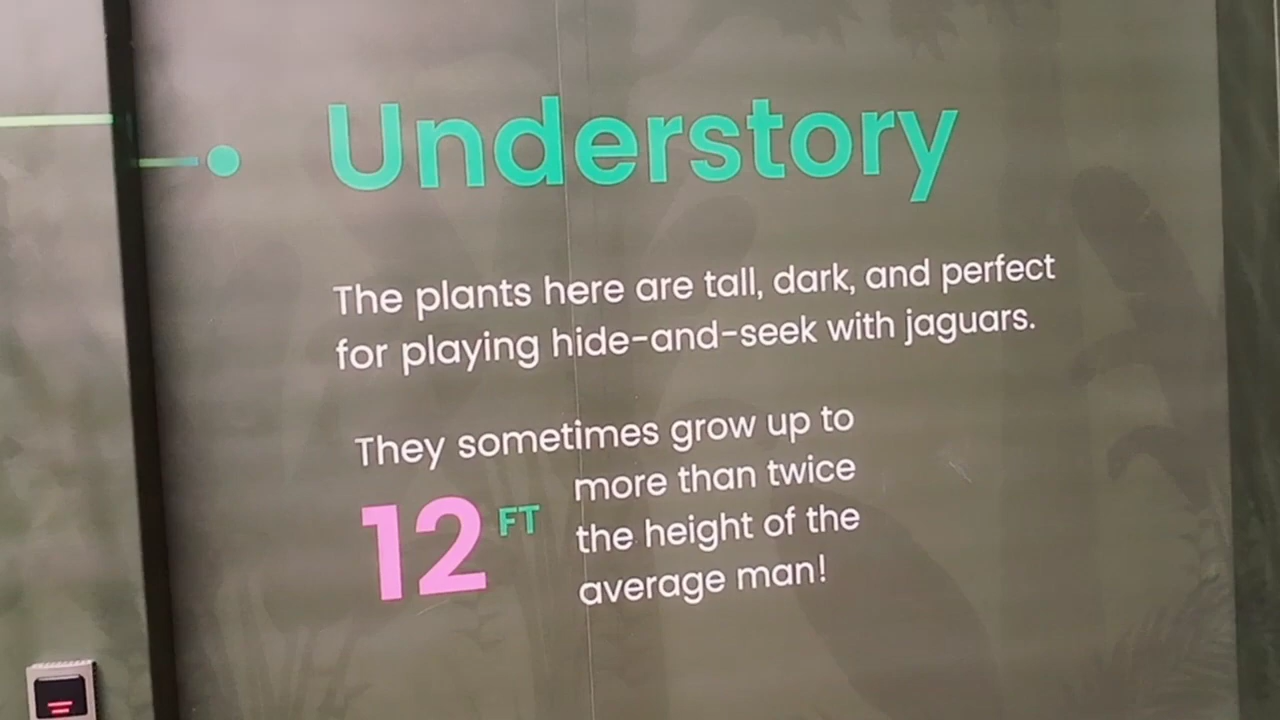 Understory
The plants here are tall, dark, and perfect
for playing hide-and-seek with jaguars.
They sometimes grow up to
12 FT
more than twice
the height of the
average man!